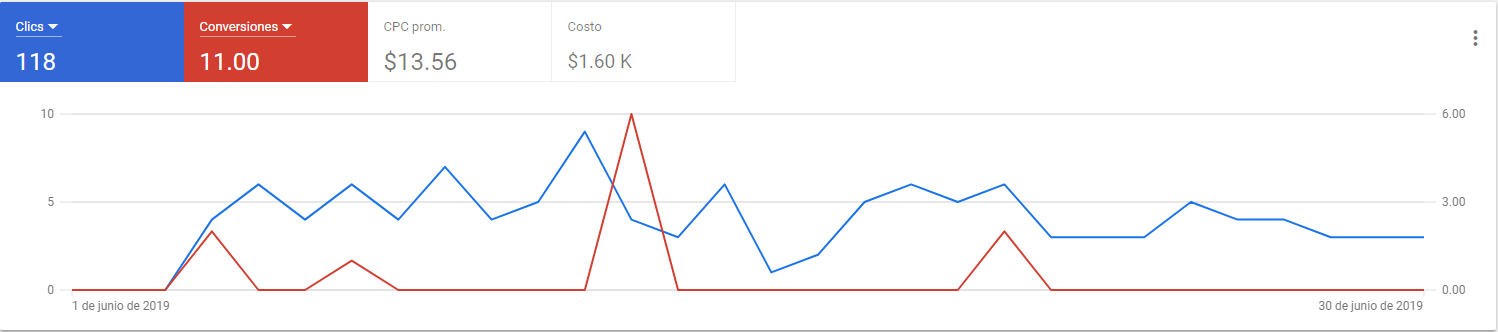 Clics
Conversiones
CPC prom.
Costo
118
11.00
$13.56
$1.60 K
10
6.00
5
3.00
0
0.00
1 de junio de 2019
30 de junio de 2019